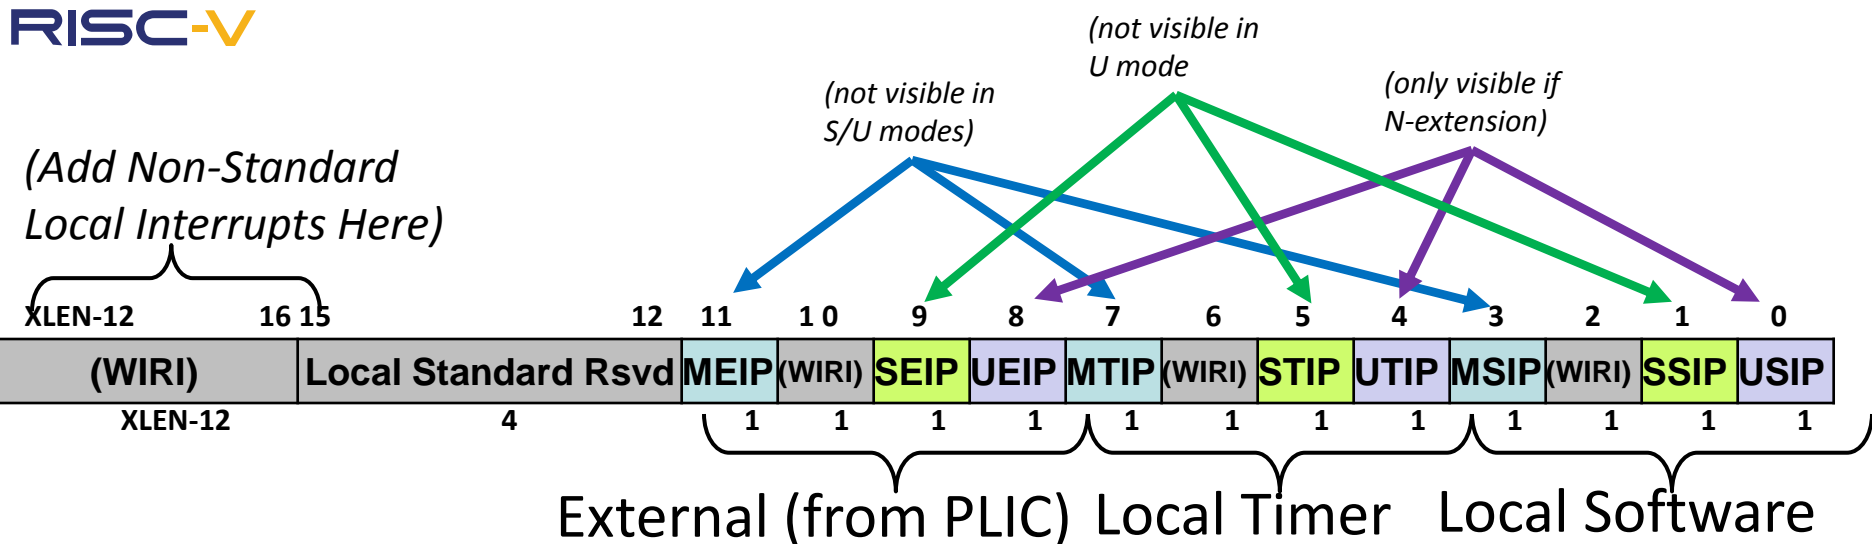 RISC-V
(not visible in
U mode
(not visible in
S/U modes)
(only visible if
N-extension)
(Add Non-Standard
Local Interrupts Here)
XLEN-12 16 15 12 11 1 0 9 8 7 6 5 4 3 2 1 0
(WIRI) Local Standard Rsvd MEIP (WIRI) SEIP UEIP MTIP (WIRI) STIP UTIP MSIP (WIRI) SSIP USIP
XLEN-12 4 1 1 1 1 1 1 1 1 1 1 1 1
External (from PLIC) Local Timer Local Software